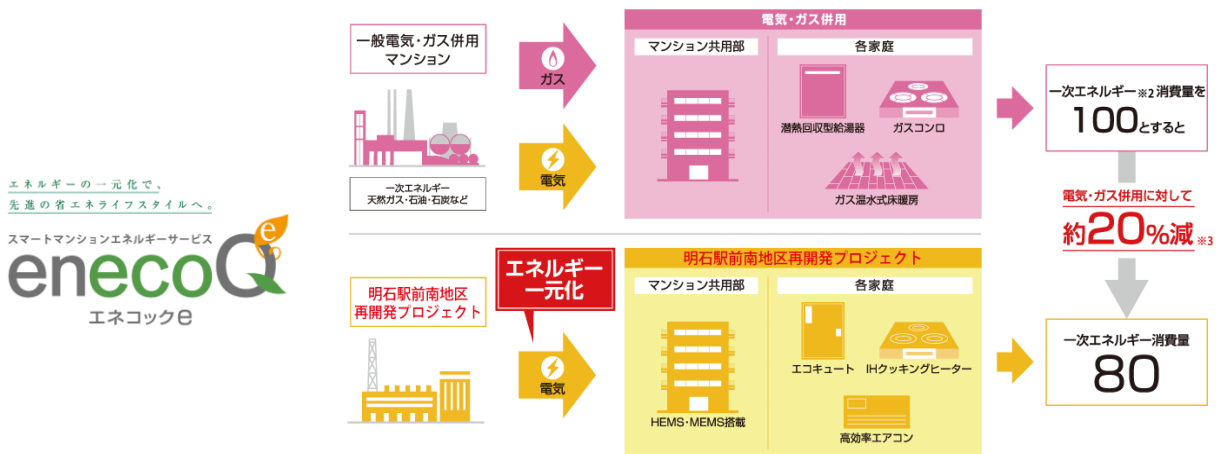 エネルギーの一元化で、
先進の省エネライフスタイルへ。
スマートマンションエネルギーサービス
enecoQ e
エネコックe
一般電気・ガス併用
マンション
一次エネルギー
天然ガス・石油・石炭など
ガス
電気
電気・ガス併用
マンション共用部
各家庭
潜熱回収型給湯器
ガスコンロ
ガス温水式床暖房
一次エネルギー※2消費量を
100とすると
電気・ガス併用に対して
約20%減※3
明石駅前南地区
再開発プロジェクト
エネルギー
一元化
電気
明石駅前南地区再開発プロジェクト
マンション共用部
各家庭
HEMS・MEMS搭載
エコキュート
IHクッキングヒーター
高効率エアコン
一次エネルギー消費量
80